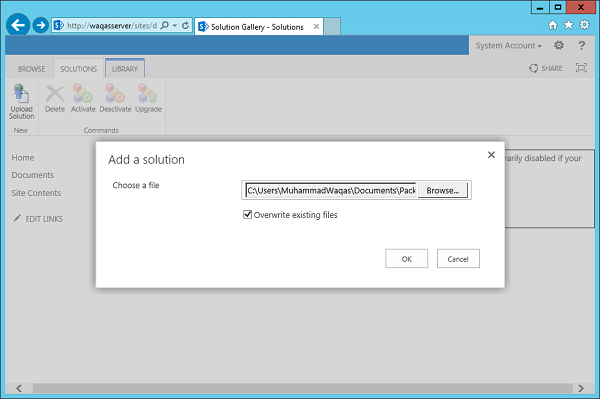 http://waqasserver/sites/d
Solution Gallery - Solutions
System Account
BROWSE
SOLUTIONS
LIBRARY
SHARE
Upload
Solution
Delete
Activate
Deactivate
Upgrade
New
Commands
Home
Documents
Site Contents
EDIT LINKS
rarily disabled if your
Add a solution
Choose a file
C:\Users\MuhammadWaqas\Documents\Pack
Browse...
Overwrite existing files
OK
Cancel